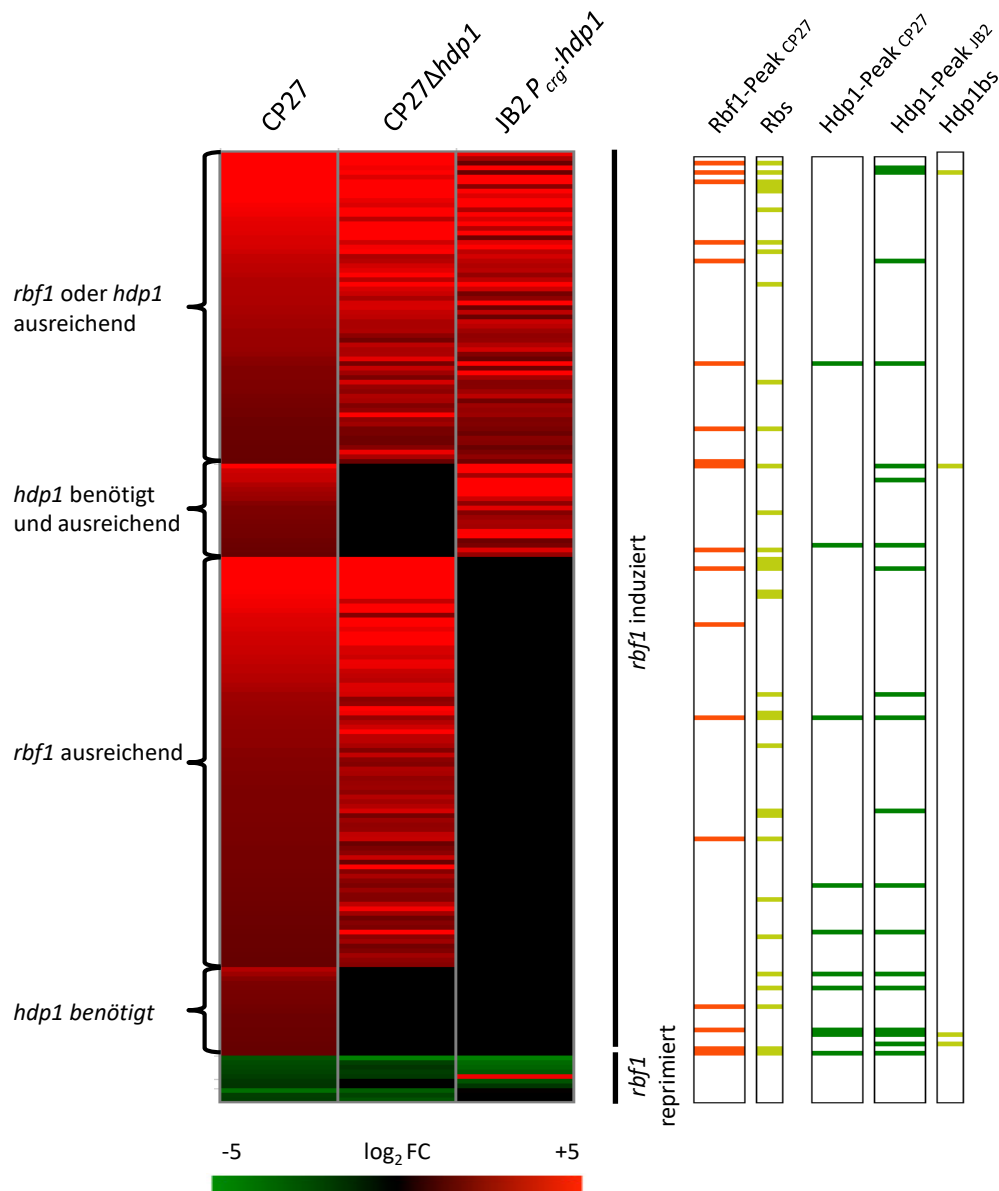 CP27
CP27Δhdp1
JB2 Pcrg:hdp1
Rbf1-Peak CP27
Rbs
Hdp1-Peak CP27
Hdp1-Peak JB2
Hdp1bs
rbf1 oder hdp1
ausreichend
hdp1 benötigt
und ausreichend
rbf1 ausreichend
hdp1 benötigt
rbf1 induziert
rbf1
reprimiert
-5
log2 FC
+5